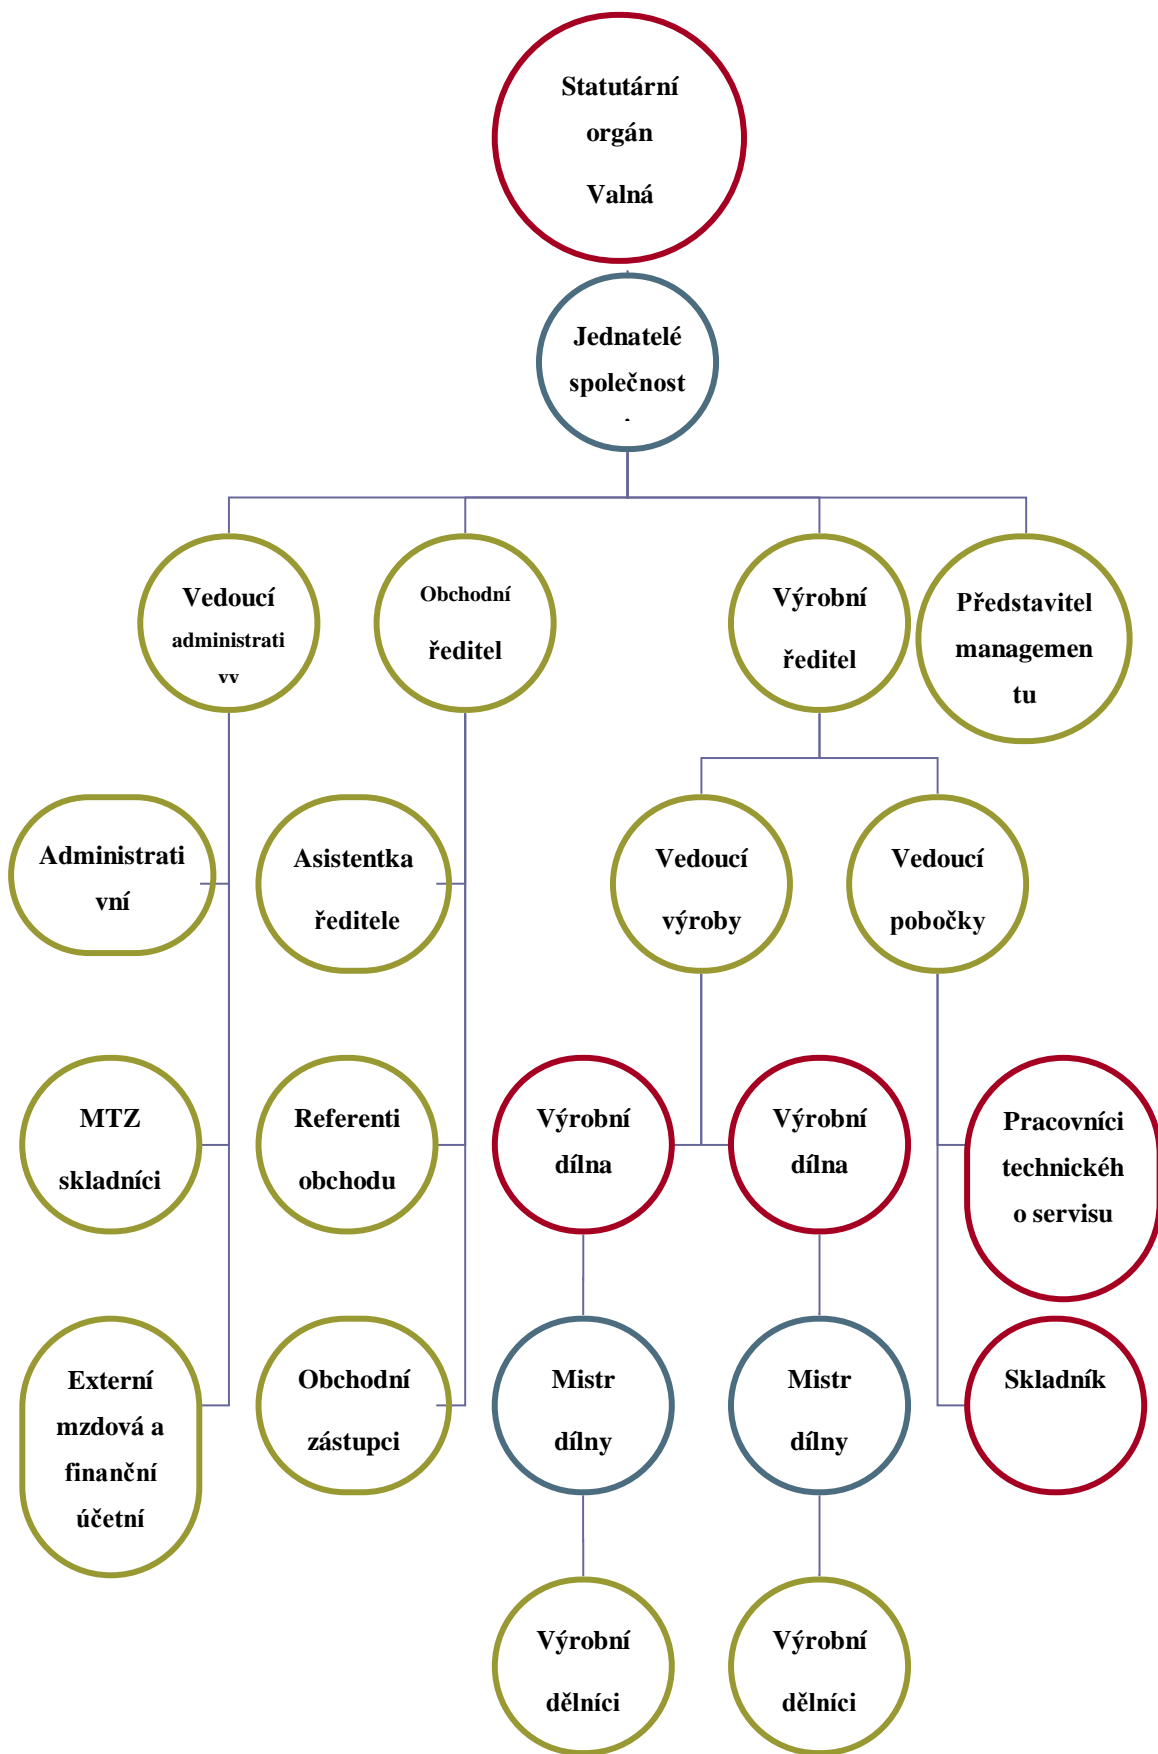 Statutární
orgán
Valná
Jednatelé
společnost
Vedoucí
administrati
Obchodní
ředitel
Výrobní
ředitel
Představitel
managemen
tu
Administrati
vní
Asistentka
ředitele
Vedoucí
výroby
Vedoucí
pobočky
MTZ
skladníci
Referenti
obchodu
Výrobní
dílna
Výrobní
dílna
Pracovníci
technickéh
o servisu
Externí
mzdová a
finanční
účetní
Obchodní
zástupci
Mistr
dílny
Mistr
dílny
Skladník
Výrobní
dělníci
Výrobní
dělníci